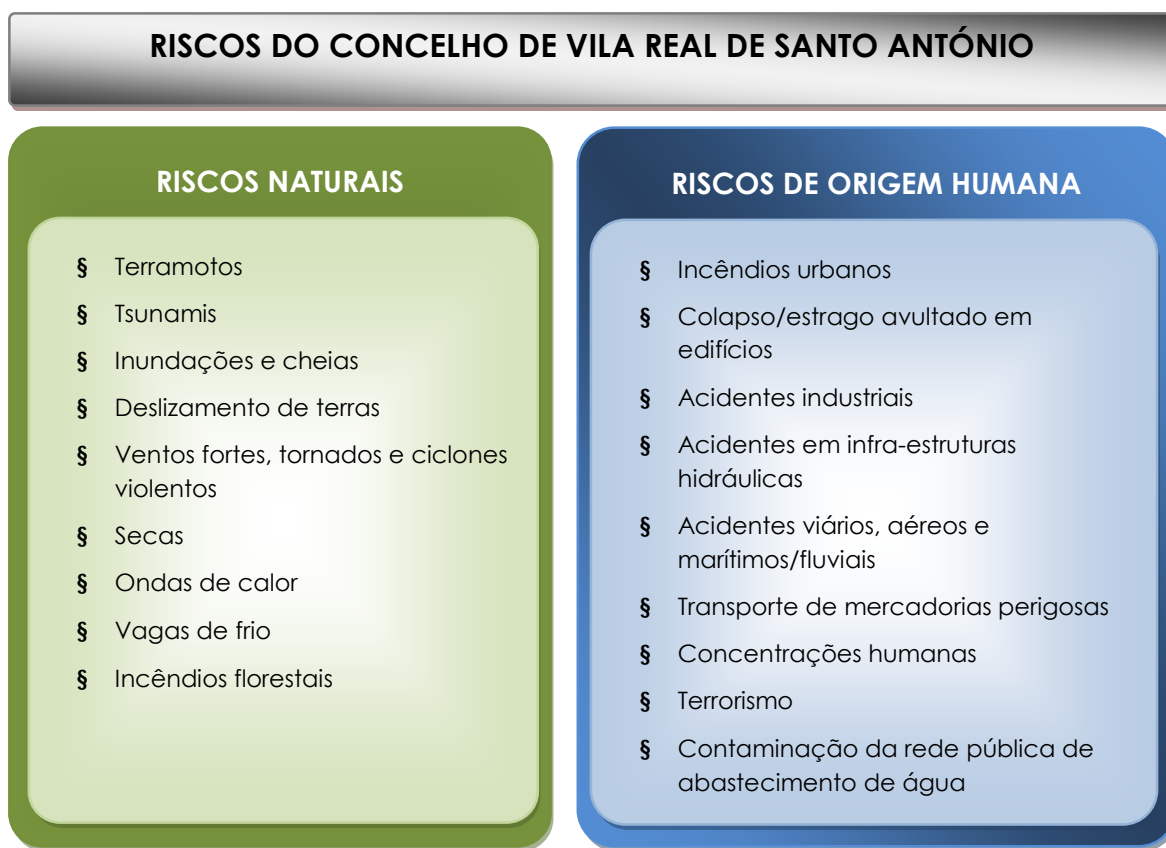 RISCOS DO CONCELHO DE VILA REAL DE SANTO ANTÓNIO
RISCOS NATURAIS
§ Terramotos
§ Tsunamis
§ Inundações e cheias
§ Deslizamento de terras
§ Ventos fortes, tornados e ciclones
violentos
§ Secas
§ Ondas de calor
§ Vagas de frio
§ Incêndios florestais
RISCOS DE ORIGEM HUMANA
§ Incêndios urbanos
§ Colapso/estrago avultado em
edifícios
§ Acidentes industriais
§ Acidentes em infra-estruturas
hidráulicas
§ Acidentes viários, aéreos e
marítimos/fluviais
§ Transporte de mercadorias perigosas
§ Concentrações humanas
§ Terrorismo
§ Contaminação da rede pública de
abastecimento de água